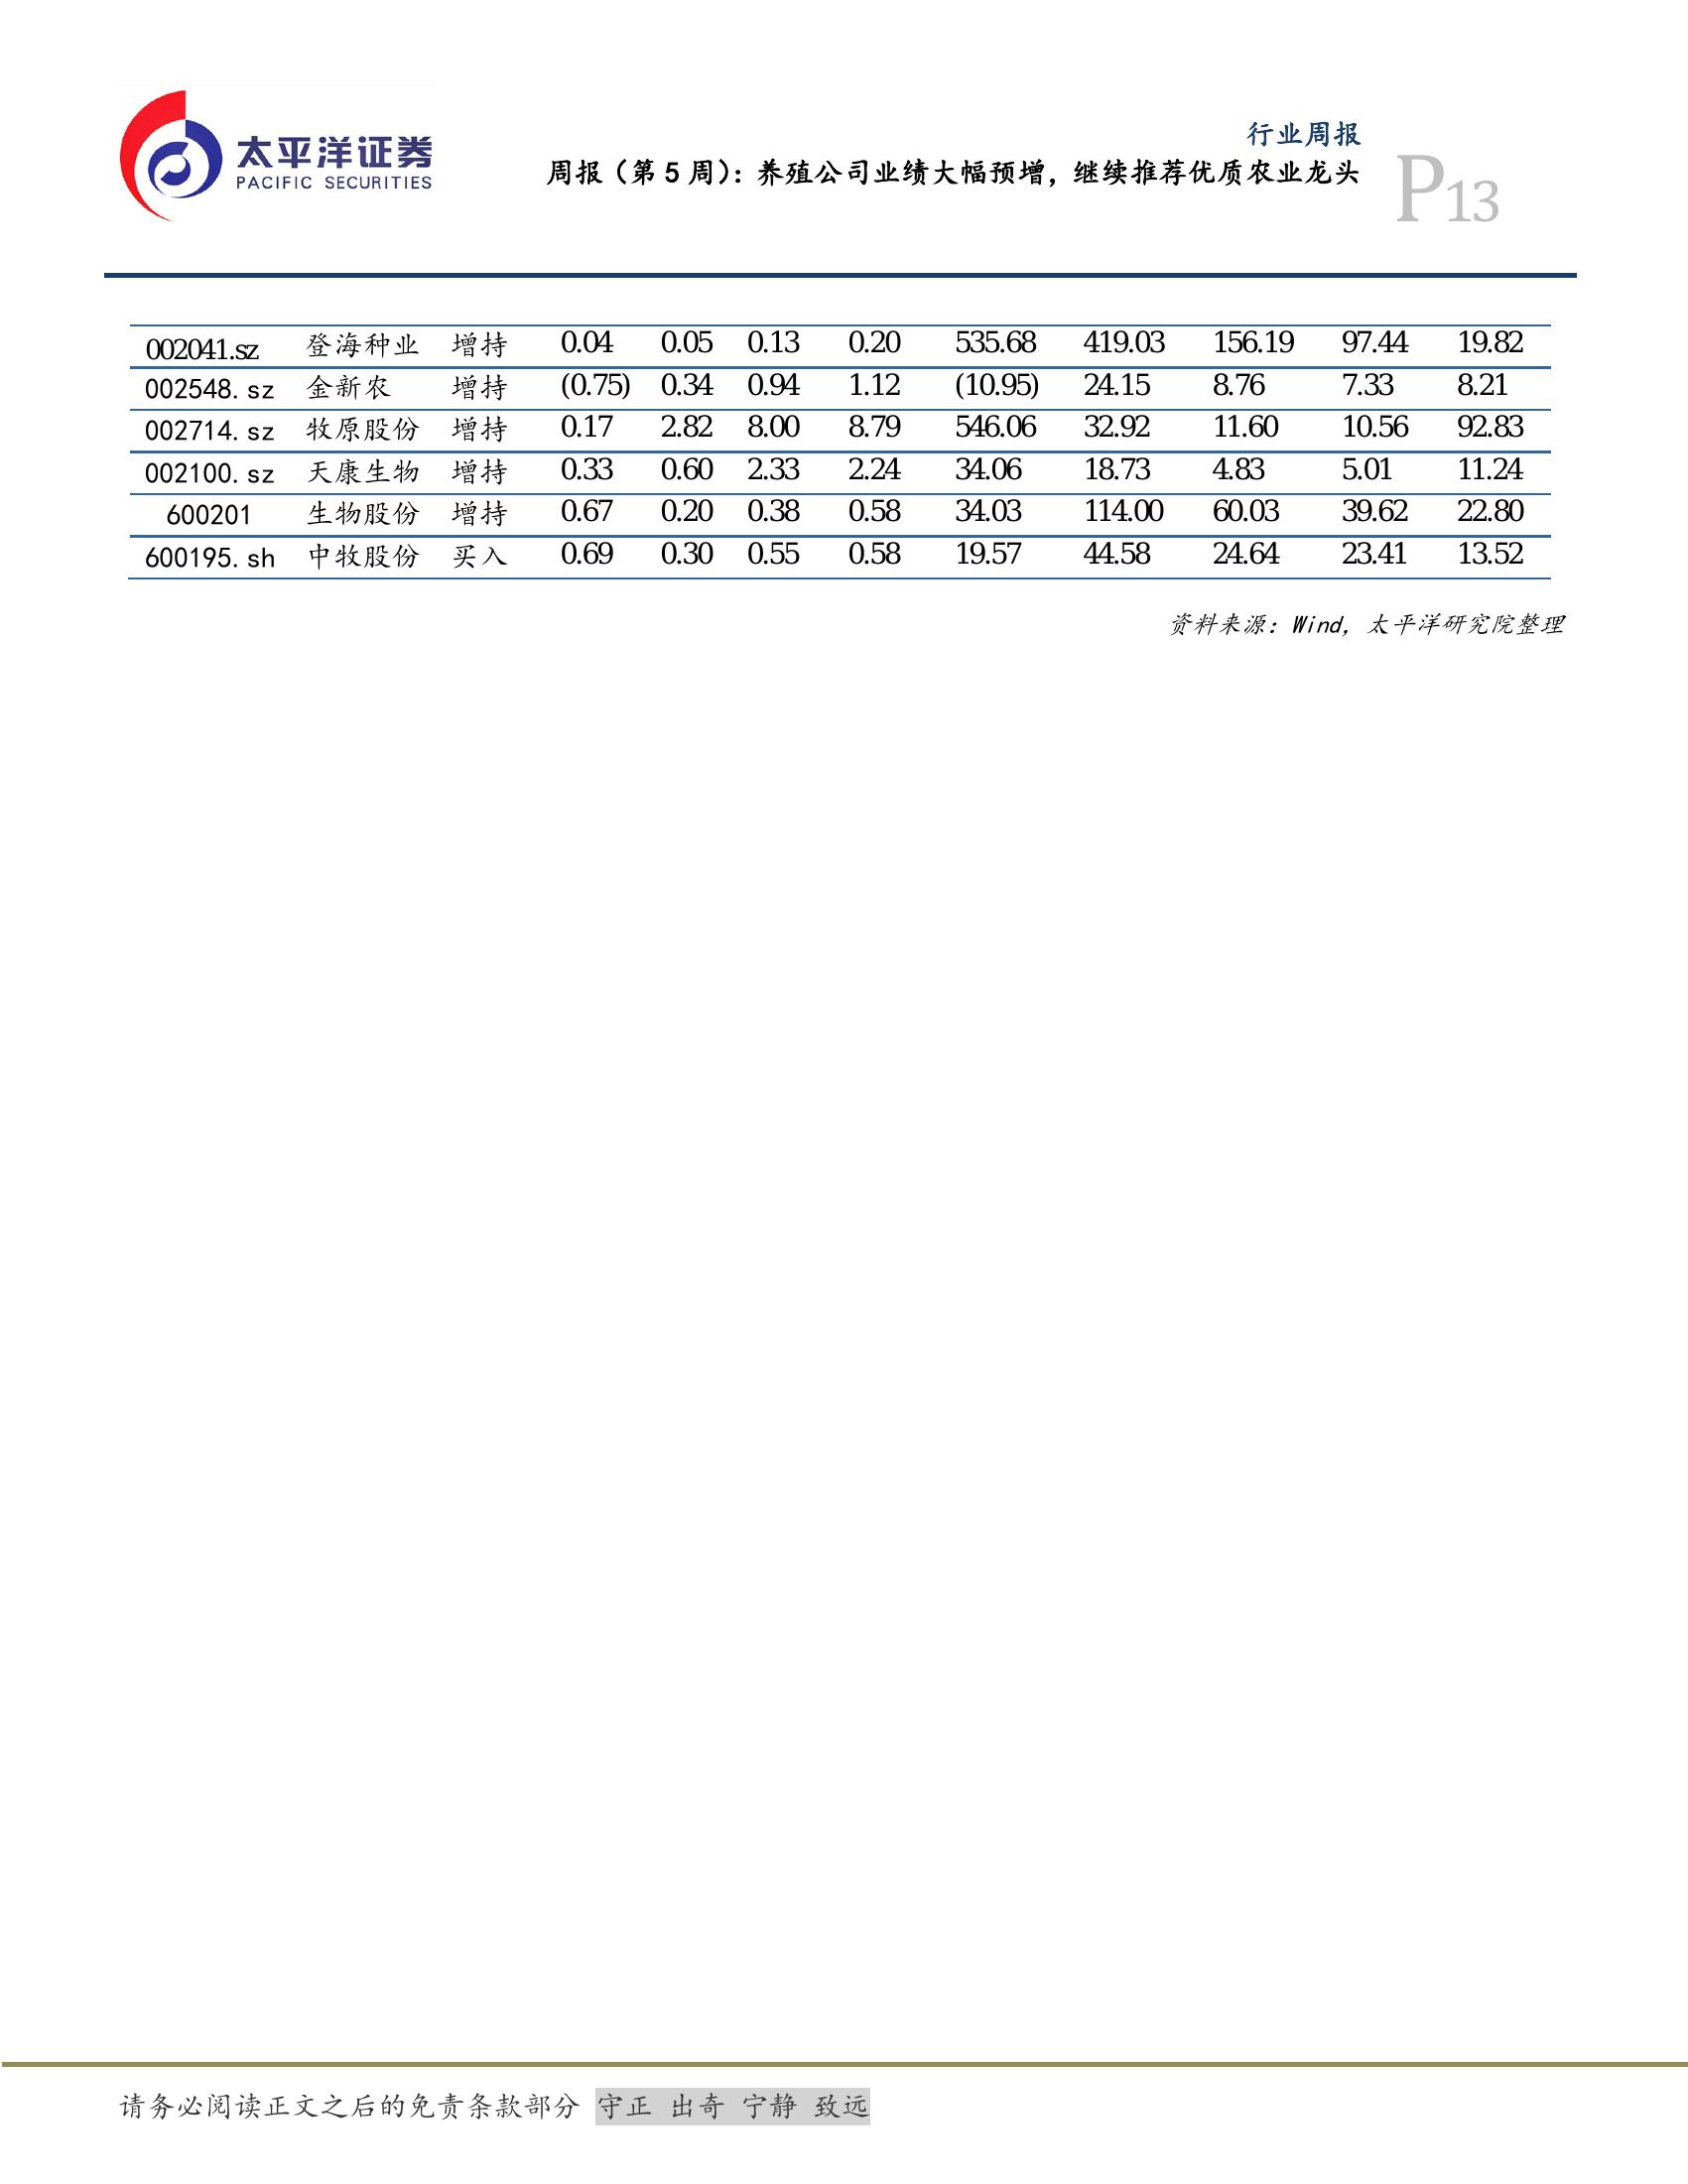 太平洋证券
PACIFIC SECURITIES
行业周报
周报（第 5 周）：养殖公司业绩大幅预增，继续推荐优质农业龙头
P13
002041.sz 登海种业 增持 0.04 0.05 0.13 0.20 535.68 419.03 156.19 97.44 19.82
002548.sz 金新农 增持 (0.75) 0.34 0.94 1.12 (10.95) 24.15 8.76 7.33 8.21
002714.sz 牧原股份 增持 0.17 2.82 8.00 8.79 546.06 32.92 11.60 10.56 92.83
002100.sz 天康生物 增持 0.33 0.60 2.33 2.24 34.06 18.73 4.83 5.01 11.24
600201 生物股份 增持 0.67 0.20 0.38 0.58 34.03 114.00 60.03 39.62 22.80
600195.sh 中牧股份 买入 0.69 0.30 0.55 0.58 19.57 44.58 24.64 23.41 13.52
资料来源：Wind，太平洋研究院整理
请务必阅读正文之后的免责条款部分 守正 出奇 宁静 致远